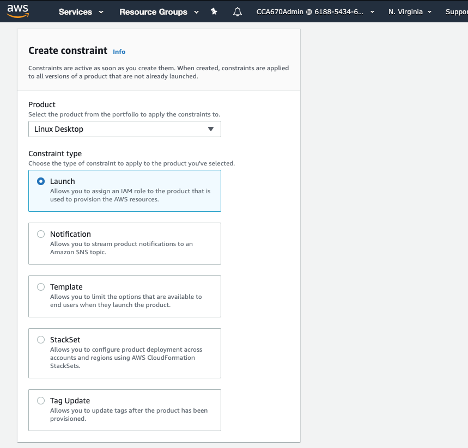 aws
Services Resource Groups CCA670Admin @ 6188-5434-6... N. Virginia Suppo
Create constraint Info
Constraints are active as soon as you create them. When created, constraints are applied
to all versions of a product that are not already launched.
Product
Select the product from the portfolio to apply the constraints to.
Linux Desktop
Constraint type
Choose the type of constraint to apply to the product you've selected.
Launch
Allows you to assign an IAM role to the product that is
used to provision the AWS resources.
Notification
Allows you to stream product notifications to an
Amazon SNS topic.
Template
Allows you to limit the options that are available to
end users when they launch the product.
StackSet
Allows you to configure product deployment across
accounts and regions using AWS CloudFormation
StackSets.
Tag Update
Allows you to update tags after the product has been
provisioned.